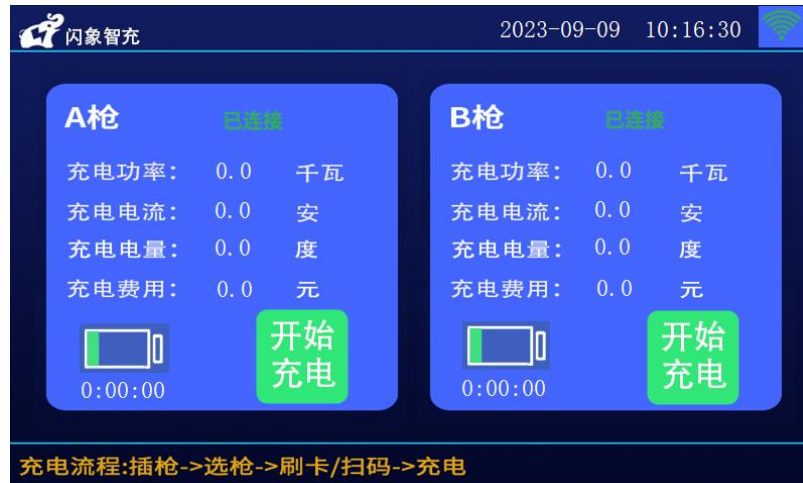 闪象智充 2023-09-09 10:16:30
A枪 已连接
充电功率: 0.0 千瓦
充电电流: 0.0 安
充电电量: 0.0 度
充电费用: 0.0 元
0:00:00
开始
充电
B枪 已连接
充电功率: 0.0 千瓦
充电电流: 0.0 安
充电电量: 0.0 度
充电费用: 0.0 元
0:00:00
开始
充电
充电流程:插枪->选枪->刷卡/扫码->充电